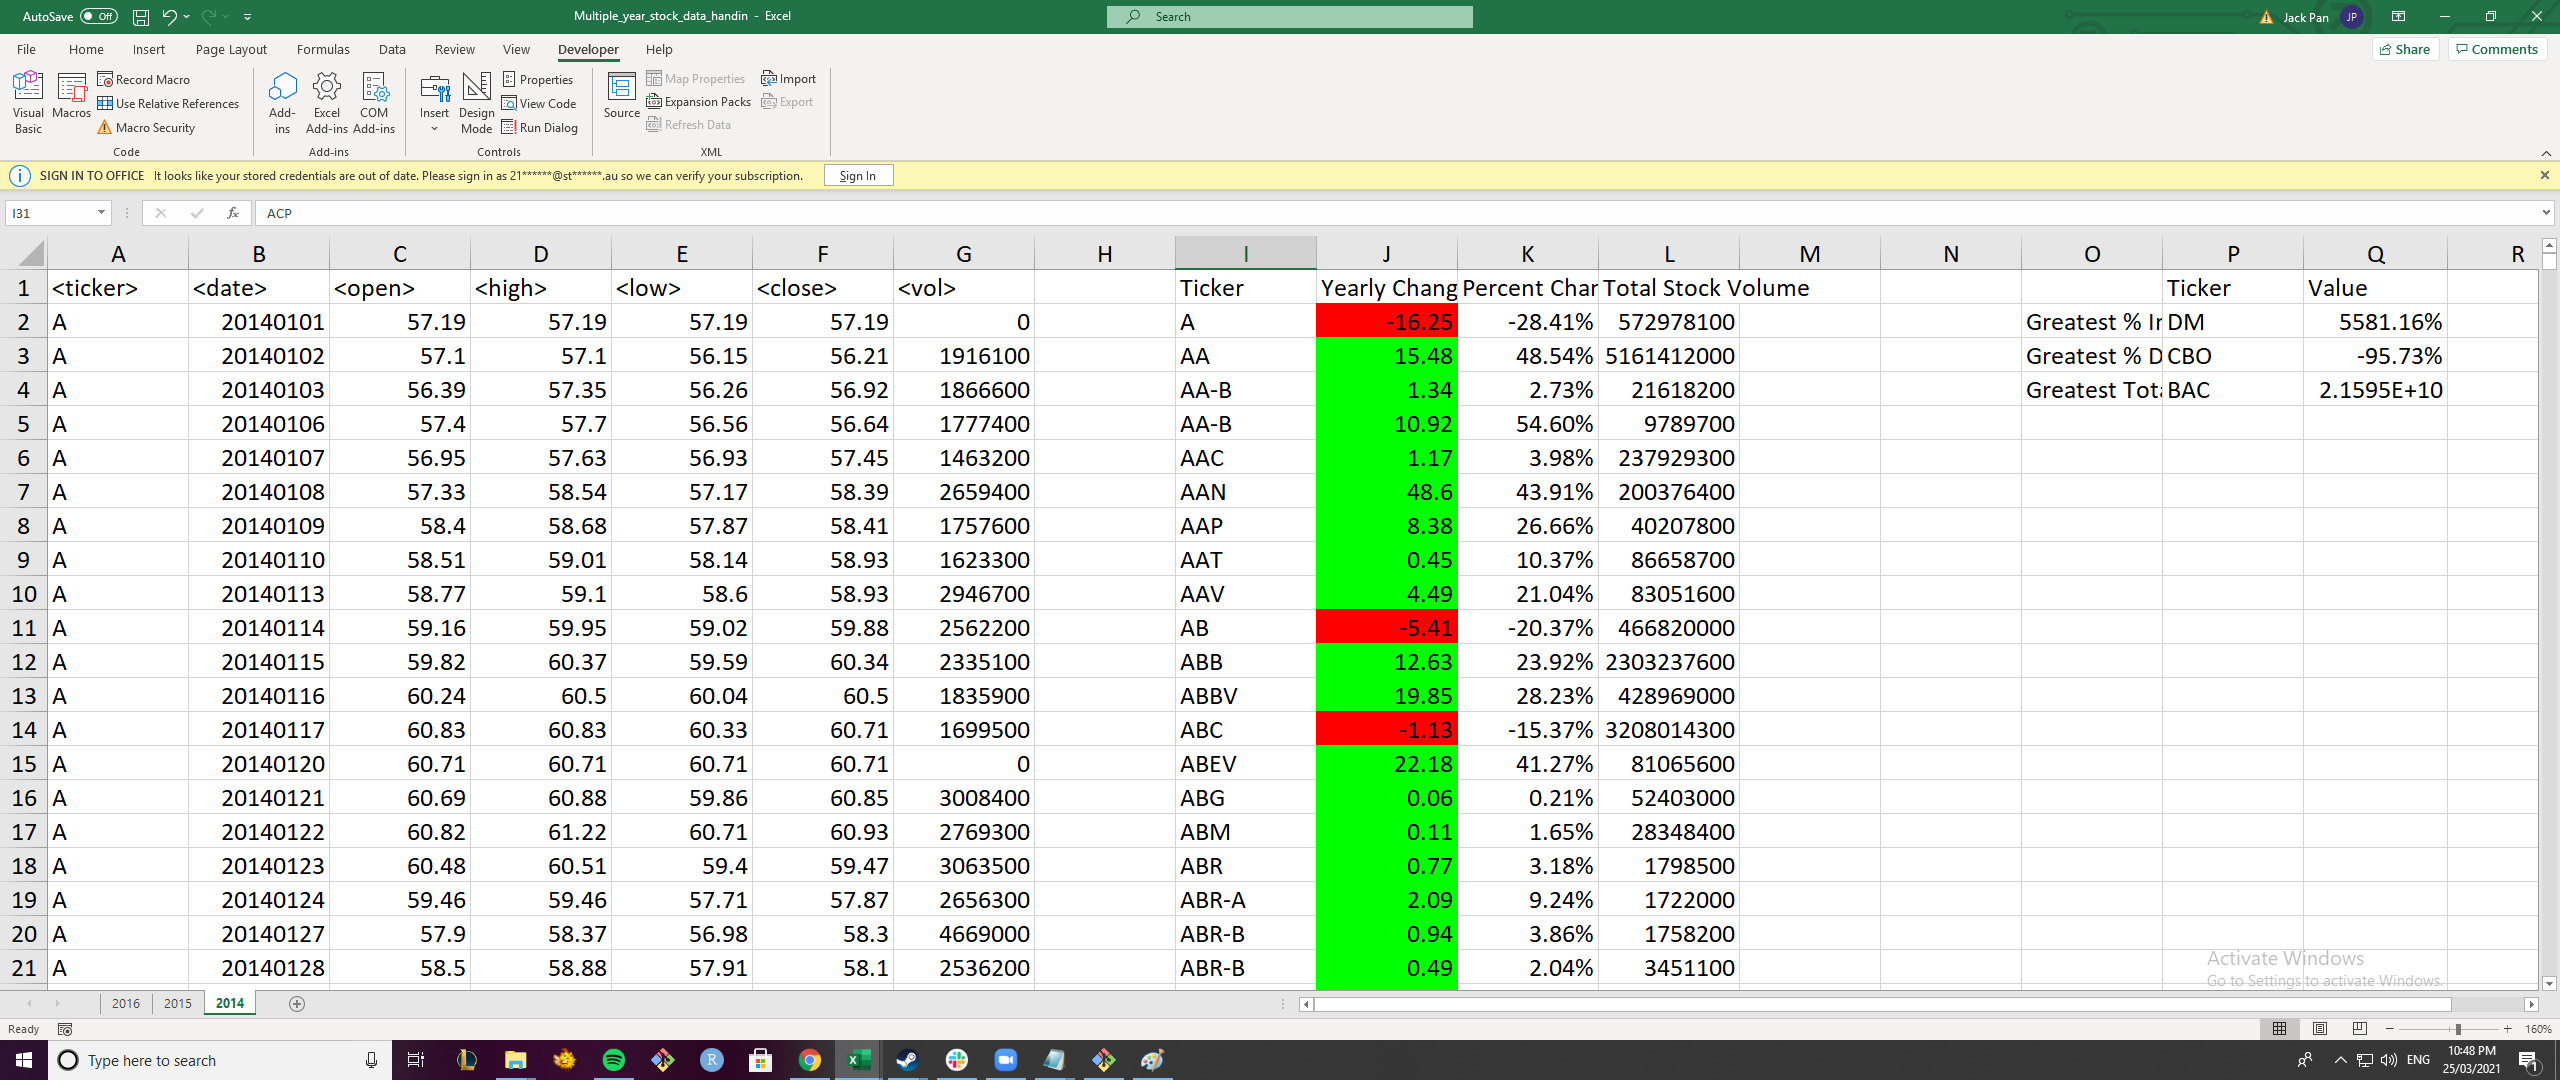 AutoSave Off Multiple_year_stock_data_handin - Excel Search Jack Pan JP
File Home Insert Page Layout Formulas Data Review View Developer Help Share Comments
Visual Basic Macros Record Macro Use Relative References Macro Security
Add-ins Excel Add-ins COM Add-ins
Insert Design Mode Properties View Code Run Dialog
Source Map Properties Expansion Packs Refresh Data Import Export
Code Add-ins Controls XML
SIGN IN TO OFFICE It looks like your stored credentials are out of date. Please sign in as 21******@st******.au so we can verify your subscription. Sign In
I31 fx ACP
A B C D E F G H I J K L M N O P Q R
1 <ticker> <date> <open> <high> <low> <close> <vol> Ticker Yearly Chang Percent Char Total Stock Volume Ticker Value
2 A 20140101 57.19 57.19 57.19 57.19 0 A -16.25 -28.41% 572978100 Greatest % Ir DM 5581.16%
3 A 20140102 57.1 57.1 56.15 56.21 1916100 AA 15.48 48.54% 5161412000 Greatest % D CBO -95.73%
4 A 20140103 56.39 57.35 56.26 56.92 1866600 AA-B 1.34 2.73% 21618200 Greatest Tota BAC 2.1595E+10
5 A 20140106 57.4 57.7 56.56 56.64 1777400 AA-B 10.92 54.60% 9789700
6 A 20140107 56.95 57.63 56.93 57.45 1463200 AAC 1.17 3.98% 237929300
7 A 20140108 57.33 58.54 57.17 58.39 2659400 AAN 48.6 43.91% 200376400
8 A 20140109 58.4 58.68 57.87 58.41 1757600 AAP 8.38 26.66% 40207800
9 A 20140110 58.51 59.01 58.14 58.93 1623300 AAT 0.45 10.37% 86658700
10 A 20140113 58.77 59.1 58.6 58.93 2946700 AAV 4.49 21.04% 83051600
11 A 20140114 59.16 59.95 59.02 59.88 2562200 AB -5.41 -20.37% 466820000
12 A 20140115 59.82 60.37 59.59 60.34 2335100 ABB 12.63 23.92% 2303237600
13 A 20140116 60.24 60.5 60.04 60.5 1835900 ABBV 19.85 28.23% 428969000
14 A 20140117 60.83 60.83 60.33 60.71 1699500 ABC -1.13 -15.37% 3208014300
15 A 20140120 60.71 60.71 60.71 60.71 0 ABEV 22.18 41.27% 81065600
16 A 20140121 60.69 60.88 59.86 60.85 3008400 ABG 0.06 0.21% 52403000
17 A 20140122 60.82 61.22 60.71 60.93 2769300 ABM 0.11 1.65% 28348400
18 A 20140123 60.48 60.51 59.4 59.47 3063500 ABR 0.77 3.18% 1798500
19 A 20140124 59.46 59.46 57.71 57.87 2656300 ABR-A 2.09 9.24% 1722000
20 A 20140127 57.9 58.37 56.98 58.3 4669000 ABR-B 0.94 3.86% 1758200
21 A 20140128 58.5 58.88 57.91 58.1 2536200 ABR-B 0.49 2.04% 3451100
Activate Windows
Go to Settings to activate Windows.
2016 2015 2014
Ready 160%
Type here to search R ENG 10:48 PM
25/03/2021 1